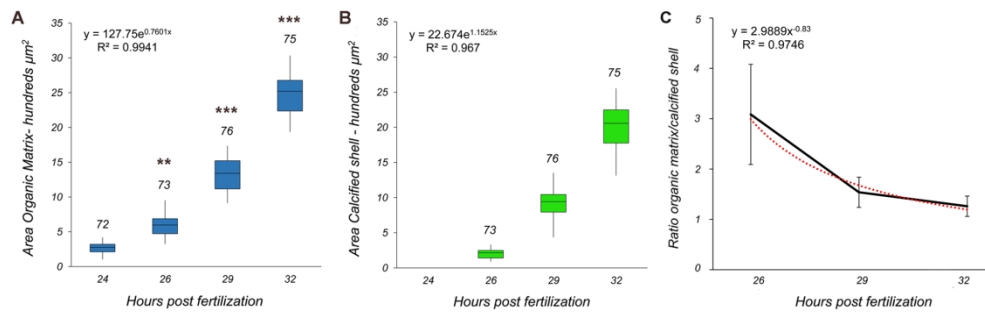 A
y = 127.75e^0.7601x
R² = 0.9941
Area Organic Matrix- hundreds µm²
35
30
25
20
15
10
5
0
72
**
73
***
76
***
75
24 26 29 32
Hours post fertilization
B
y = 22.674e^1.1525x
R² = 0.967
Area Calcified shell - hundreds µm²
35
30
25
20
15
10
5
0
73
76
75
24 26 29 32
Hours post fertilization
C
y = 2.9889x^-0.83
R² = 0.9746
Ratio organic matrix/calcified shell
5
4
3
2
1
0
26 29 32
Hours post fertilization